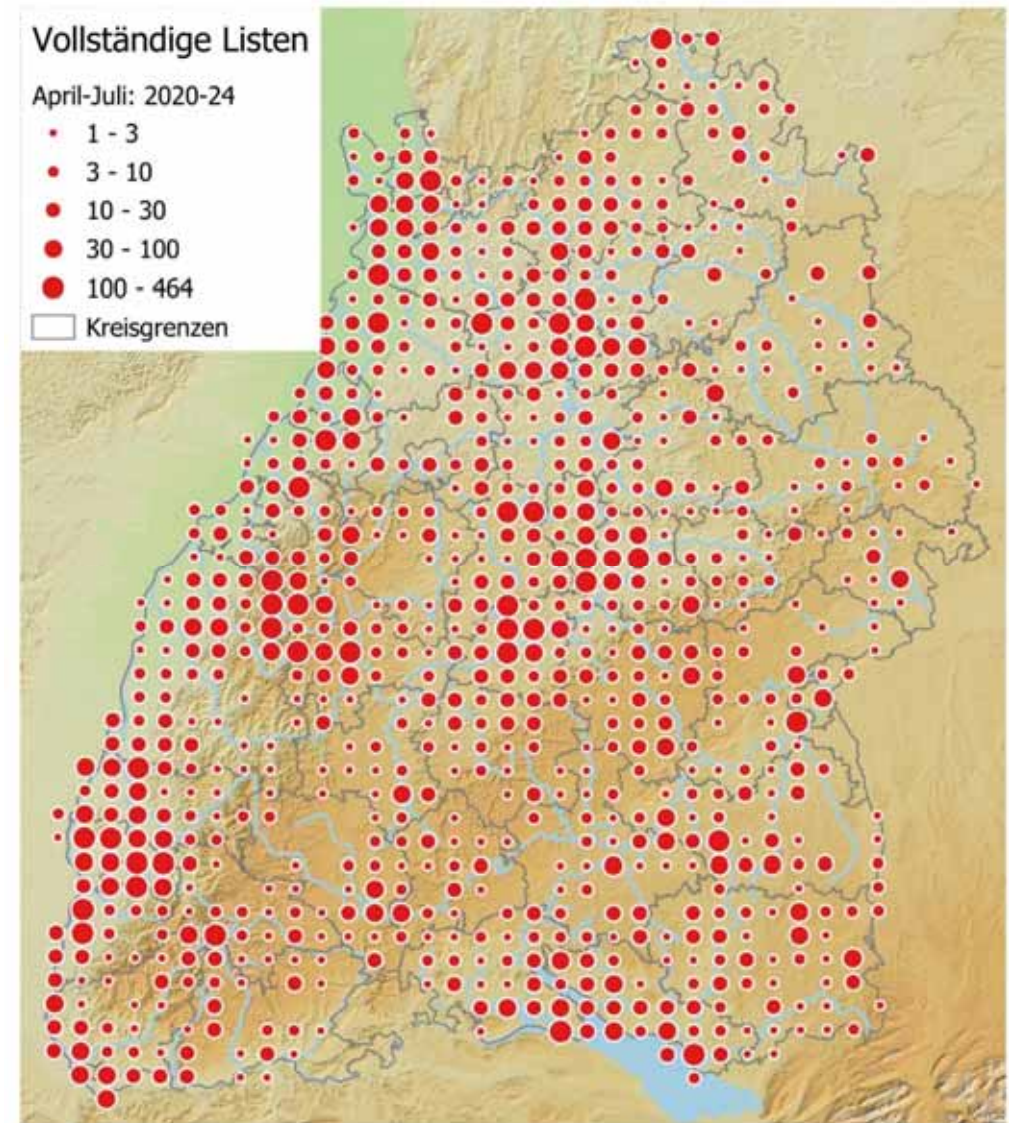 Vollständige Listen
April-Juli: 2020-24
1 - 3
3 - 10
10 - 30
30 - 100
100 - 464
Kreisgrenzen